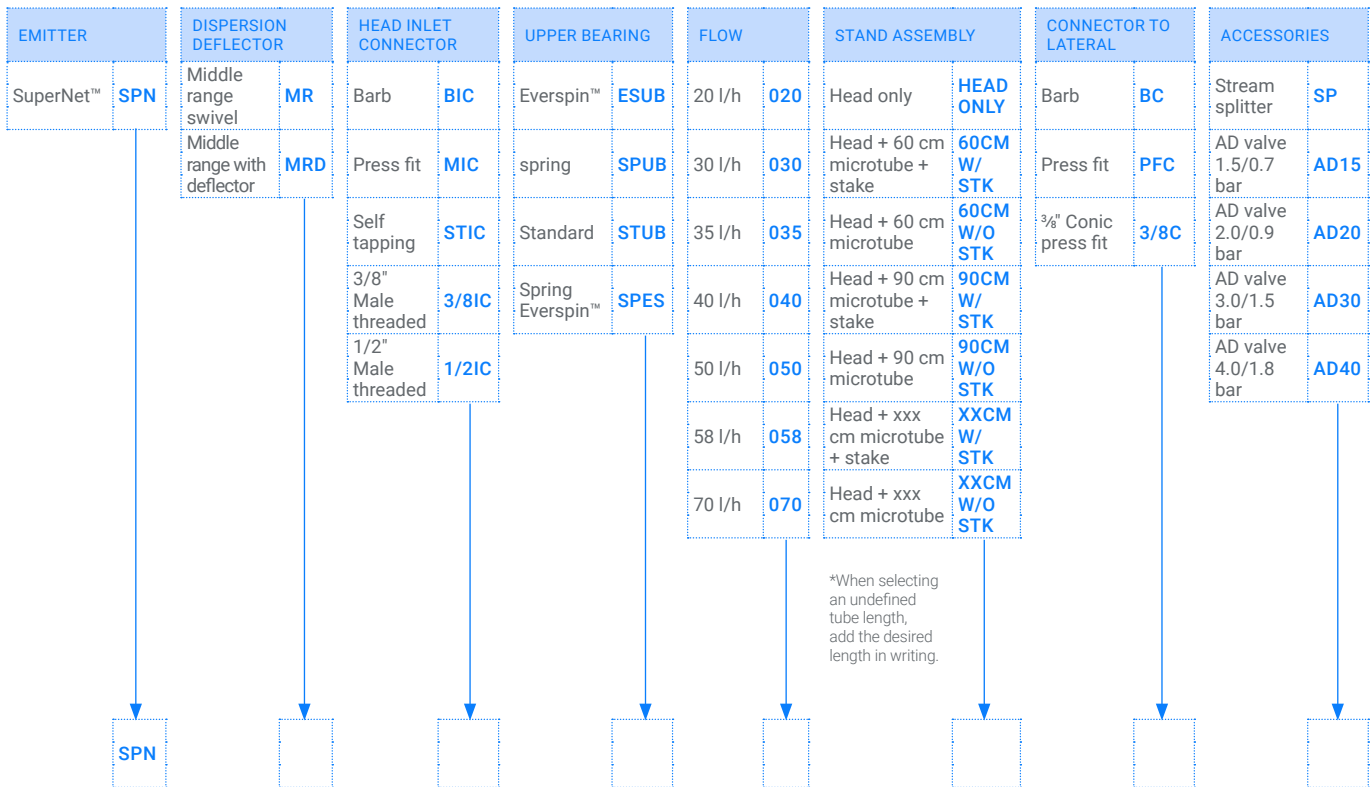 EMITTER
SuperNet™ SPN
DISPERSION
DEFLECTOR
Middle
range
swivel
MR
Middle
range with
deflector
MRD
HEAD INLET
CONNECTOR
Barb BIC
Press fit MIC
Self
tapping
STIC
3/8"
Male
threaded
3/8IC
1/2"
Male
threaded
1/2IC
UPPER BEARING
Everspin™ ESUB
spring SPUB
Standard STUB
Spring
Everspin™
SPES
FLOW
20 l/h 020
30 l/h 030
35 l/h 035
40 l/h 040
50 l/h 050
58 l/h 058
70 l/h 070
STAND ASSEMBLY
Head only
HEAD
ONLY
Head + 60 cm
microtube +
stake
60CM
W/
STK
Head + 60 cm
microtube
60CM
W/O
STK
Head + 90 cm
microtube +
stake
90CM
W/
STK
Head + 90 cm
microtube
90CM
W/O
STK
Head + xxx
cm microtube
+ stake
XXCM
W/
STK
Head + xxx
cm microtube
XXCM
W/O
STK
*When selecting
an undefined
tube length,
add the desired
length in writing.
CONNECTOR TO
LATERAL
Barb BC
Press fit PFC
⅜" Conic
press fit
3/8C
ACCESSORIES
Stream
splitter
SP
AD valve
1.5/0.7
bar
AD15
AD valve
2.0/0.9
bar
AD20
AD valve
3.0/1.5
bar
AD30
AD valve
4.0/1.8
bar
AD40
SPN